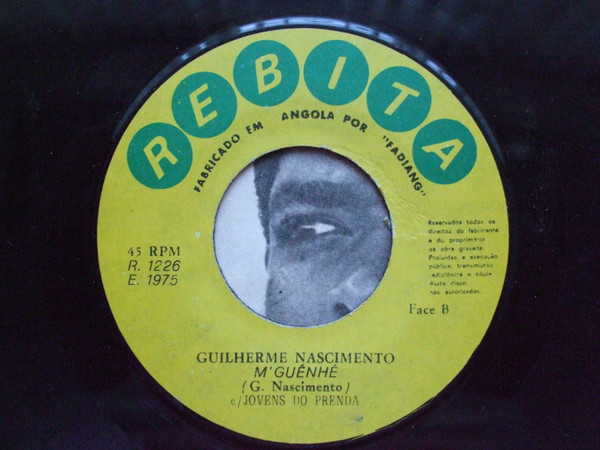 REBITA
FABRICADO EM ANGOLA POR "FADIANG"
45 RPM
R. 1226
E. 1975
Reservados todos os
direitos do fabricante
e do proprietário
da obra gravada
Proibidas a execução
pública, transmissão
radiofónica e cópia
deste disco
não autorizadas.
Face B
GUILHERME NASCIMENTO
M'GUÊNHÊ
(G. Nascimento)
c/JOVENS DO PRENDA